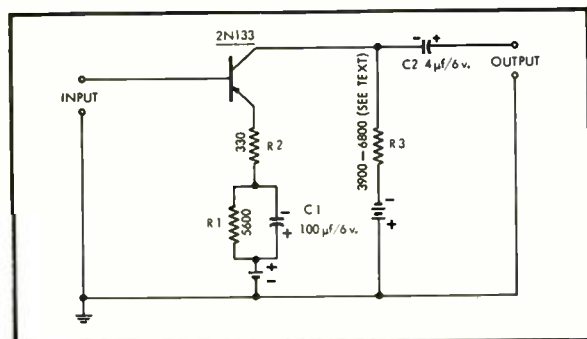 2N133
C2 4 µf/6 v.
OUTPUT
INPUT
330
R2
3900 – 6800 (SEE TEXT)
R3
R1
5600
C1
100 µf/6 v.